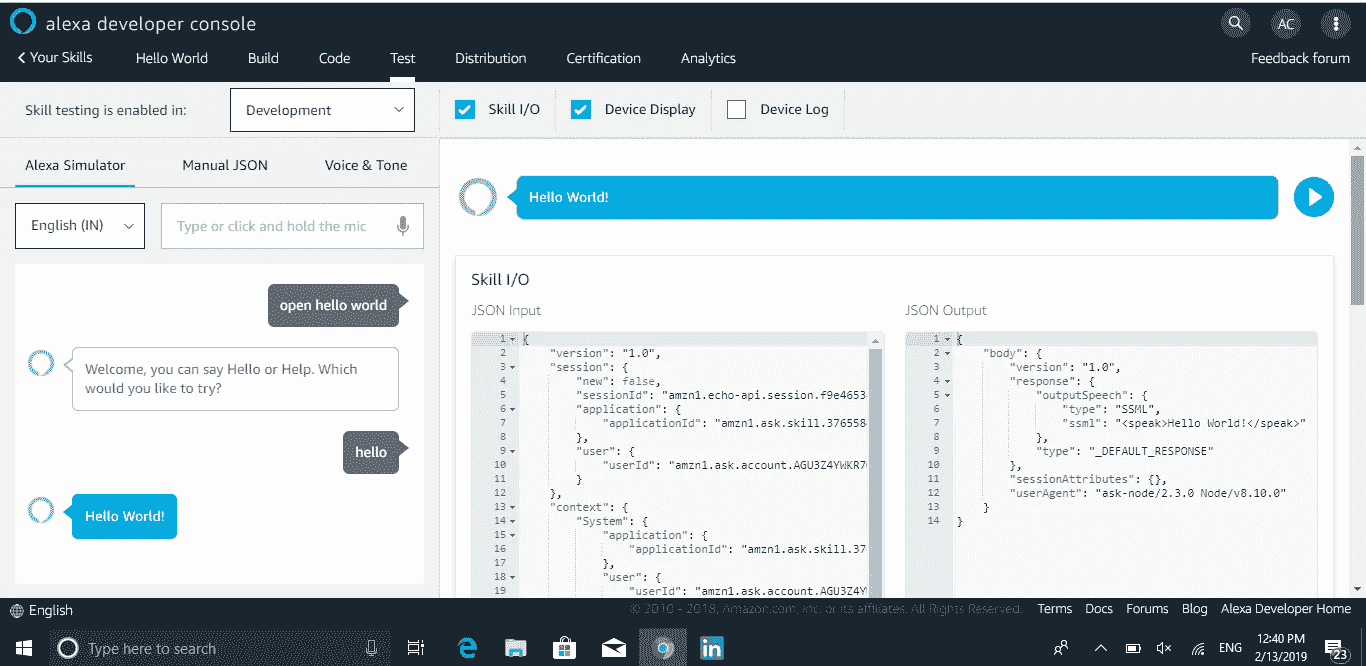 alexa developer console
AC
Your Skills
Hello World
Build
Code
Test
Distribution
Certification
Analytics
Feedback forum
Skill testing is enabled in:
Development
Skill I/O
Device Display
Device Log
Alexa Simulator
Manual JSON
Voice & Tone
English (IN)
Type or click and hold the mic
open hello world
Welcome, you can say Hello or Help. Which
would you like to try?
hello
Hello World!
Hello World!
Skill I/O
JSON Input
1 {
2 "version": "1.0",
3 "session": {
4 "new": false,
5 "sessionId": "amzn1.echo-api.session.f9e4653
6 "application": {
7 "applicationId": "amzn1.ask.skill.376558
8 },
9 "user": {
10 "userId": "amzn1.ask.account.AGU3Z4YWKR7
11 }
12 },
13 "context": {
14 "System": {
15 "application": {
16 "applicationId": "amzn1.ask.skill.37
17 },
18 "user": {
19 "userId": "amzn1.ask.account.AGU3Z4Y
JSON Output
1 {
2 "body": {
3 "version": "1.0",
4 "response": {
5 "outputSpeech": {
6 "type": "SSML",
7 "ssml": "<speak>Hello World!</speak>"
8 },
9 "type": "_DEFAULT_RESPONSE"
10 },
11 "sessionAttributes": {},
12 "userAgent": "ask-node/2.3.0 Node/v8.10.0"
13 }
14 }
English
© 2010 - 2018, Amazon.com, Inc. or its affiliates. All Rights Reserved.
Terms
Docs
Forums
Blog
Alexa Developer Home
Type here to search
in
ENG
12:40 PM
2/13/2019
23